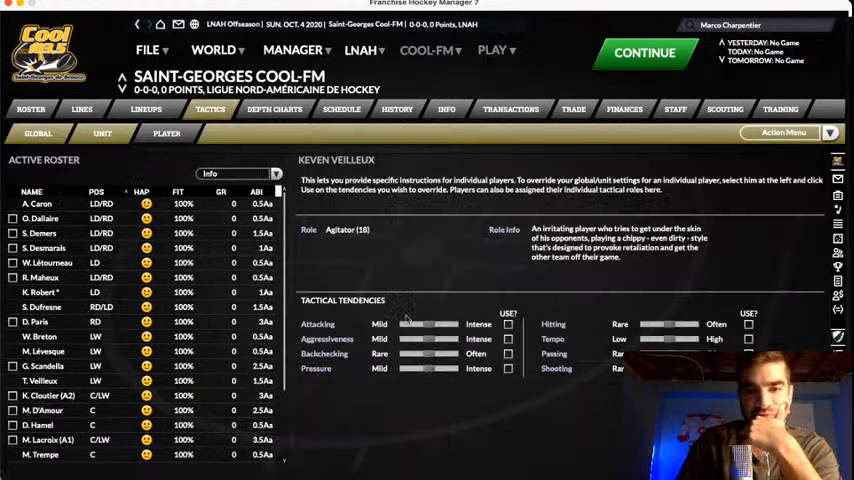 Franchise Hockey Manager 7
LNAH Offseason | SUN. OCT. 4 2020 | Saint-Georges Cool-FM | 0-0-0, 0 Points, LNAH
Marco Charpentier
FILE WORLD MANAGER LNAH COOL-FM PLAY
CONTINUE
YESTERDAY: No Game
TODAY: No Game
TOMORROW: No Game
Cool
103.5
Saint-Georges de Beauce
SAINT-GEORGES COOL-FM
0-0-0, 0 POINTS, LIGUE NORD-AMÉRICAINE DE HOCKEY
ROSTER LINES LINEUPS TACTICS DEPTH CHARTS SCHEDULE HISTORY INFO TRANSACTIONS TRADE FINANCES STAFF SCOUTING TRAINING
GLOBAL UNIT PLAYER
Action Menu
ACTIVE ROSTER
Info
NAME POS HAP FIT GR ABI
A. Caron LD/RD 100% 0 0.5Aa
O. Dallaire LD/RD 100% 0 0.5Aa
S. Demers LD/RD 100% 0 1.5Aa
S. Desmarais LD/RD 100% 0 1Aa
W. Létourneau LD 100% 0 0.5Aa
R. Maheux LD/RD 100% 0 0.5Aa
K. Robert * LD 100% 0 1Aa
S. Dufresne RD/LD 100% 0 1.5Aa
D. Paris RD 100% 0 3Aa
W. Breton LW 100% 0 0.5Aa
M. Lévesque LW 100% 0 0.5Aa
G. Scandella LW 100% 0 2.5Aa
T. Veilleux LW 100% 0 1.5Aa
K. Cloutier (A2) C/LW 100% 0 3Aa
M. D'Amour C 100% 0 2.5Aa
D. Hamel C 100% 0 0.5Aa
M. Lacroix (A1) C/LW 100% 0 3.5Aa
M. Trempe C 100% 0 0.5Aa
KEVEN VEILLEUX
This lets you provide specific instructions for individual players. To override your global/unit settings for an individual player, select him at the left and click
Use on the tendencies you wish to override. Players can also be assigned their individual tactical roles here.
Role Agitator (18)
Role Info
An irritating player who tries to get under the skin
of his opponents, playing a chippy - even dirty - style
that's designed to provoke retaliation and get the
other team off their game.
TACTICAL TENDENCIES
USE? USE?
Attacking Mild Intense Hitting Rare Often
Aggressiveness Mild Intense Tempo Low High
Backchecking Rare Often Passing
Pressure Mild Intense Shooting